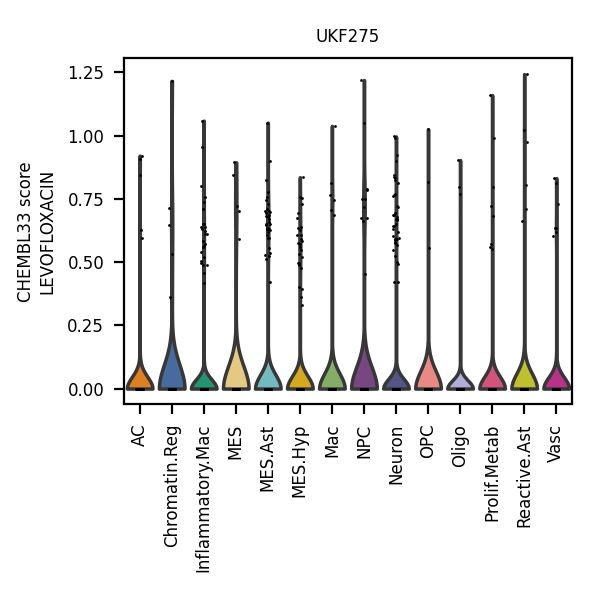 UKF275
CHEMBL33 score
LEVOFLOXACIN
1.25
1.00
0.75
0.50
0.25
0.00
AC
Chromatin.Reg
Inflammatory.Mac
MES
MES.Ast
MES.Hyp
Mac
NPC
Neuron
OPC
Oligo
Prolif.Metab
Reactive.Ast
Vasc